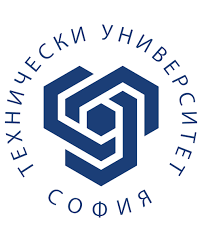 ТЕХНИЧЕСКИ УНИВЕРСИТЕТ
СОФИЯ